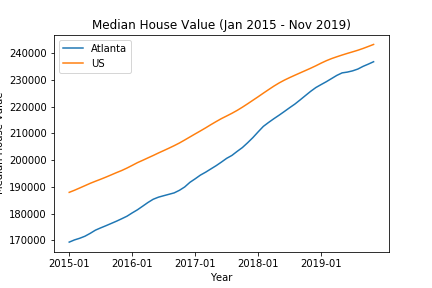 Median House Value (Jan 2015 - Nov 2019)
Atlanta
US
240000
230000
220000
210000
200000
190000
180000
170000
2015-01 2016-01 2017-01 2018-01 2019-01
Year
Median House Value